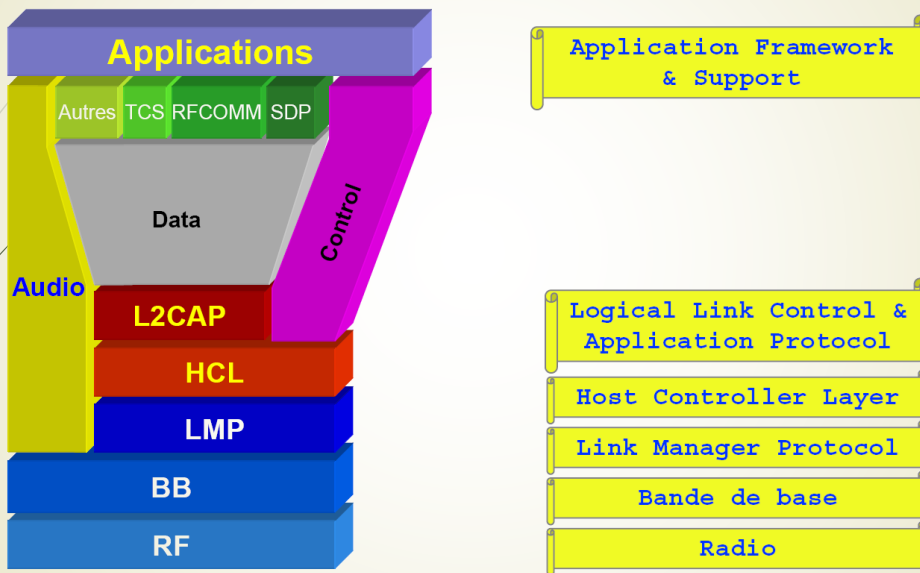 Applications
Autres TCS RFCOMM SDP
Data
Control
Audio
L2CAP
HCL
LMP
BB
RF
Application Framework
& Support
Logical Link Control &
Application Protocol
Host Controller Layer
Link Manager Protocol
Bande de base
Radio